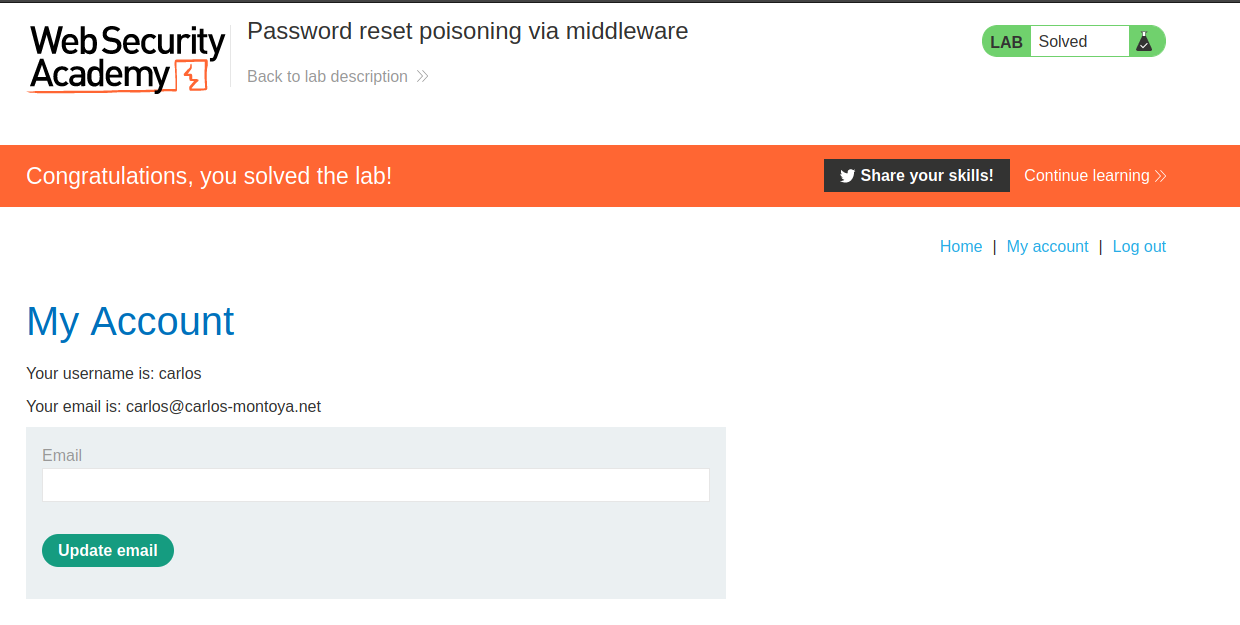 Web Security
Academy
Password reset poisoning via middleware
Back to lab description
LAB Solved
Congratulations, you solved the lab!
Share your skills!
Continue learning
Home | My account | Log out
My Account
Your username is: carlos
Your email is: carlos@carlos-montoya.net
Email
Update email